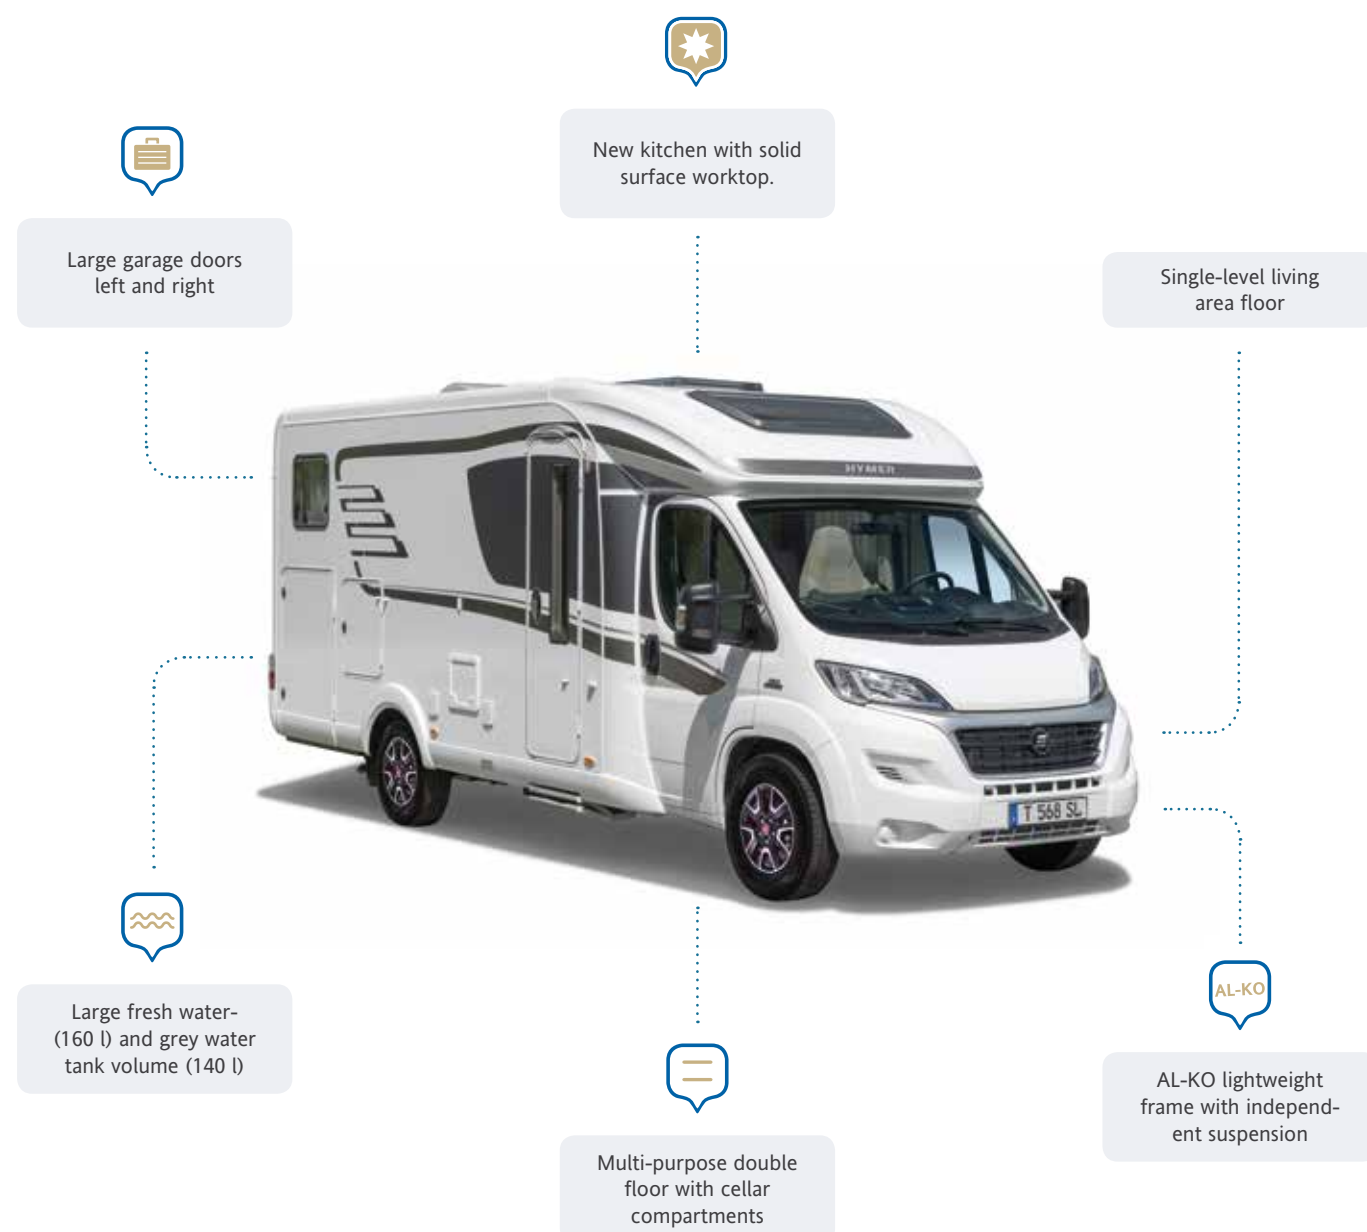 New kitchen with solid
surface worktop.
Large garage doors
left and right
Single-level living
area floor
HYMER
T 568 SL
AL-KO
Large fresh water-
(160 l) and grey water
tank volume (140 l)
AL-KO lightweight
frame with independ-
ent suspension
Multi-purpose double
floor with cellar
compartments